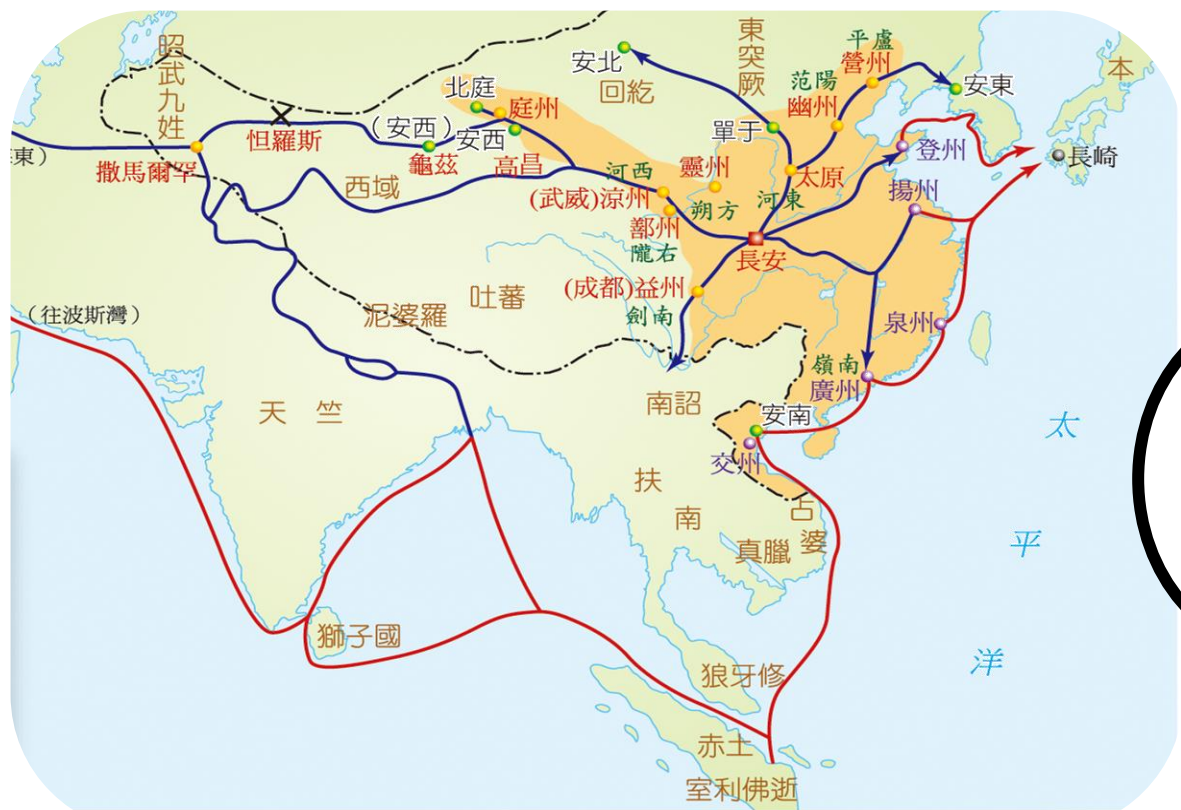 昭武九姓
東突厥
平盧
營州
安北
回紇
范陽
幽州
安東
本
北庭
庭州
(安西)
安西
單于
東)
撒馬爾罕
怛羅斯
龜茲
高昌
西域
河西
靈州
太原
登州
長崎
(武威)涼州
朔方
河東
揚州
鄯州
隴右
長安
(成都)益州
劍南
吐蕃
泥婆羅
(往波斯灣)
泉州
嶺南
廣州
天竺
南詔
安南
交州
太平洋
扶南
占婆
真臘
獅子國
狼牙修
赤土
室利佛逝